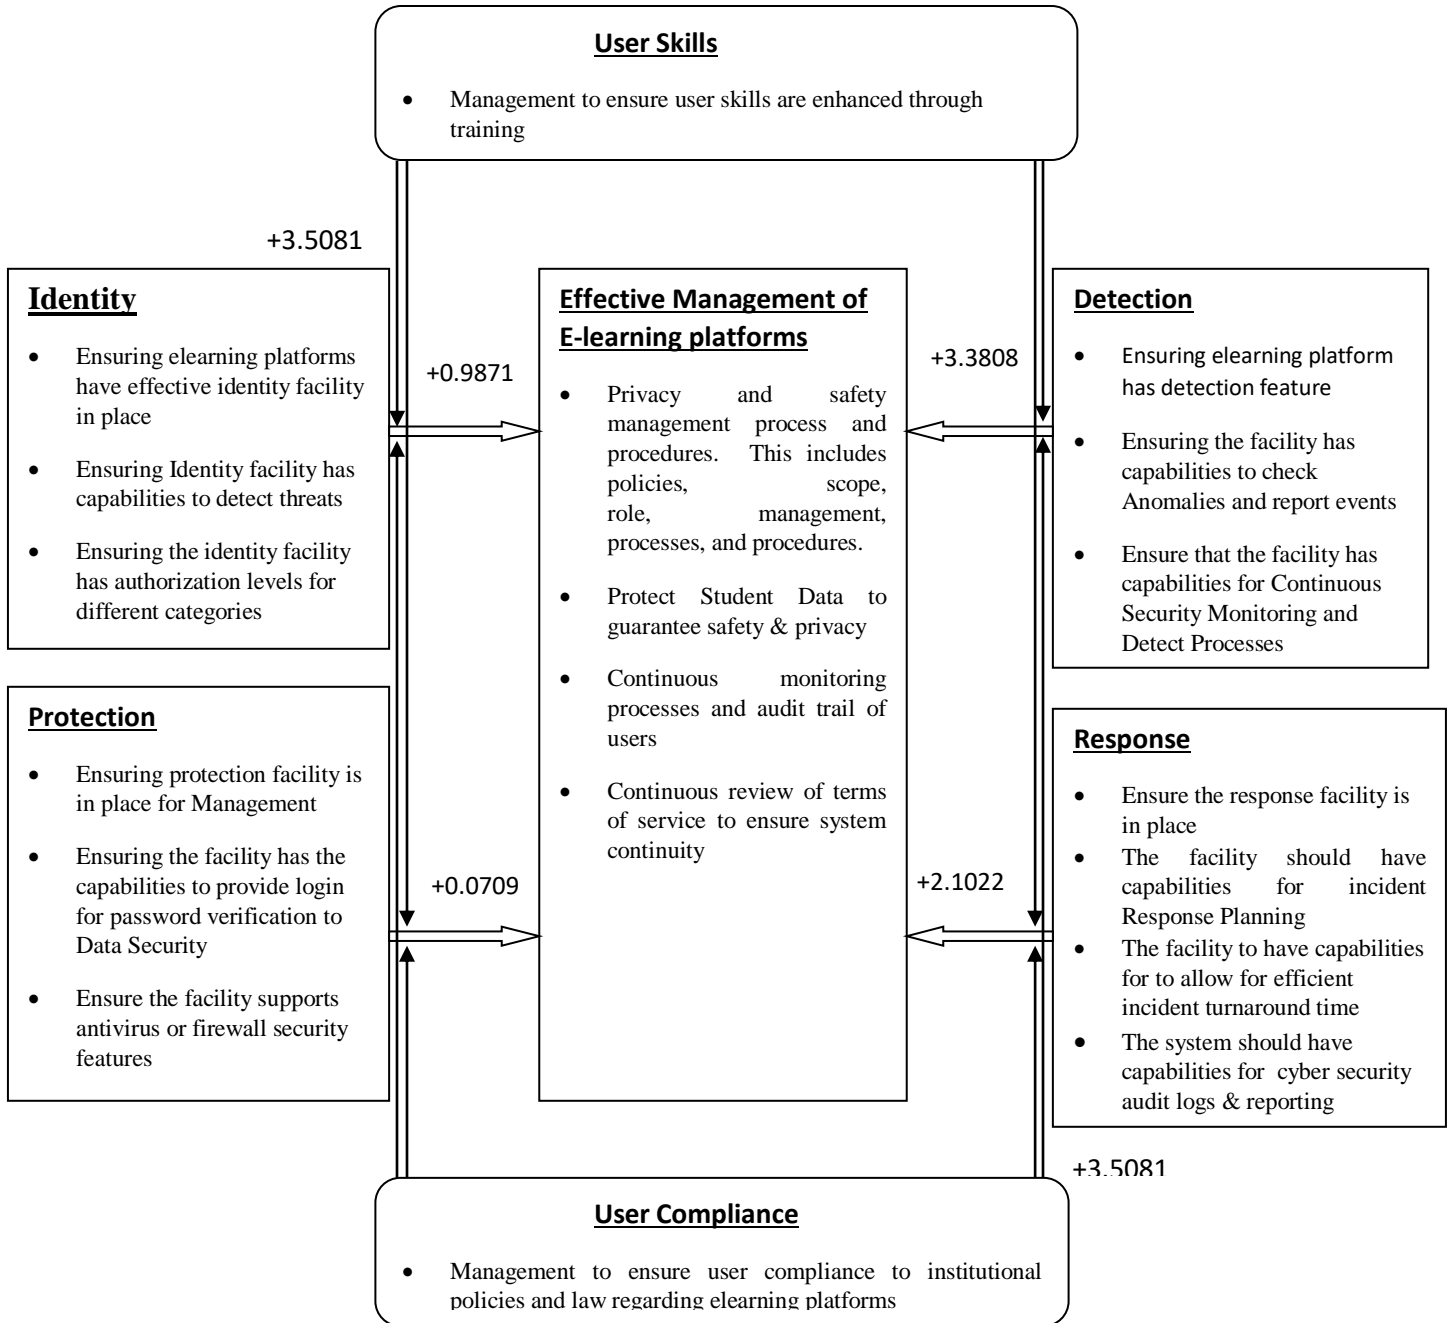 User Skills
• Management to ensure user skills are enhanced through
training
+3.5081
Identity
• Ensuring elearning platforms
have effective identity facility
in place
• Ensuring Identity facility has
capabilities to detect threats
• Ensuring the identity facility
has authorization levels for
different categories
+0.9871
Protection
• Ensuring protection facility is
in place for Management
• Ensuring the facility has the
capabilities to provide login
for password verification to
Data Security
• Ensure the facility supports
antivirus or firewall security
features
+0.0709
Effective Management of
E-learning platforms
• Privacy and safety
management process and
procedures. This includes
policies, scope,
role, management,
processes, and procedures.
• Protect Student Data to
guarantee safety & privacy
• Continuous monitoring
processes and audit trail of
users
• Continuous review of terms
of service to ensure system
continuity
+3.3808
Detection
• Ensuring elearning platform
has detection feature
• Ensuring the facility has
capabilities to check
Anomalies and report events
• Ensure that the facility has
capabilities for Continuous
Security Monitoring and
Detect Processes
+2.1022
Response
• Ensure the response facility is
in place
• The facility should have
capabilities for incident
Response Planning
• The facility to have capabilities
for to allow for efficient
incident turnaround time
• The system should have
capabilities for cyber security
audit logs & reporting
+3.5081
User Compliance
• Management to ensure user compliance to institutional
policies and law regarding elearning platforms